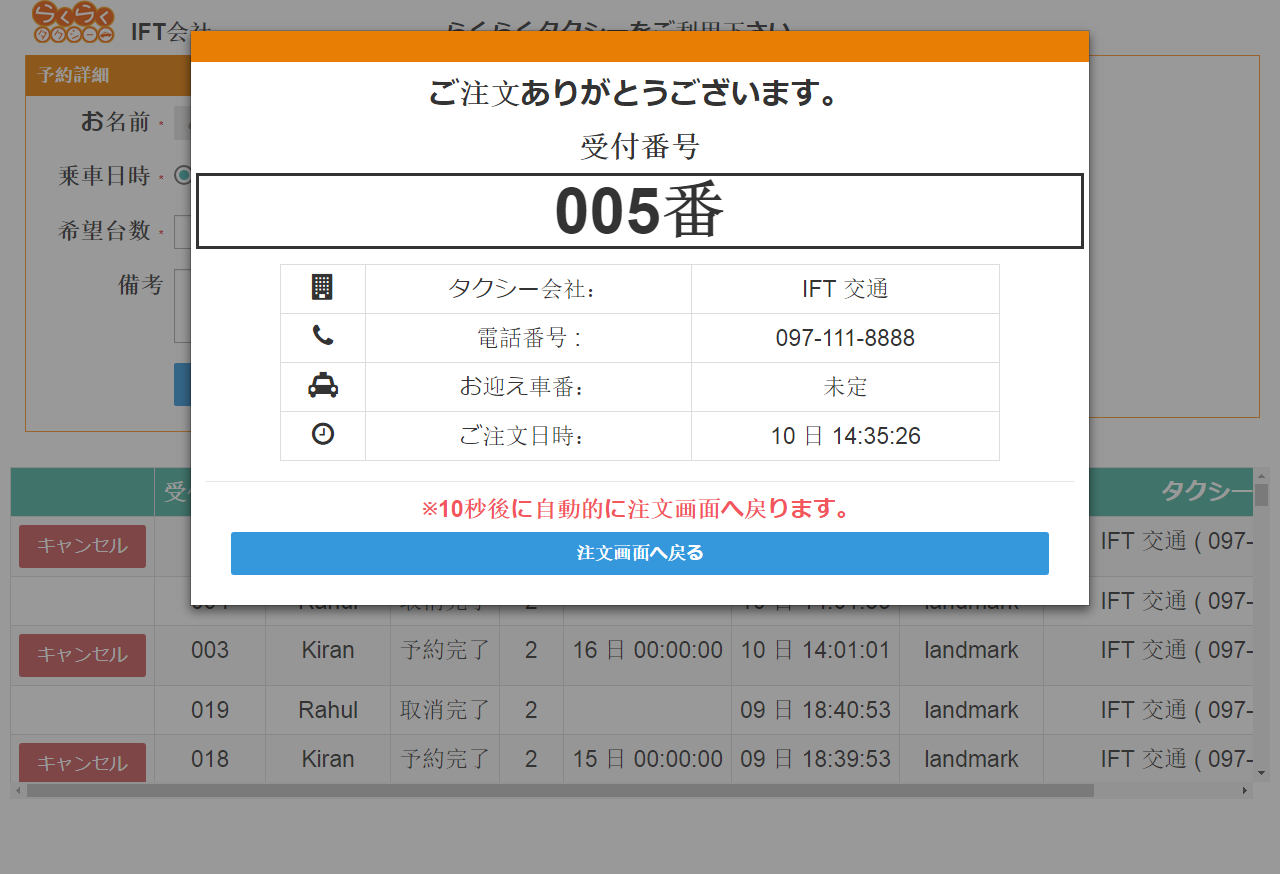 らくらく
タクシー
IFT会社
らくらくタクシーをご利用下さい
予約詳細
お名前 *
乗車日時 *
希望台数 *
備考
ご注文ありがとうございます。
受付番号
005番
タクシー会社: IFT 交通
電話番号 : 097-111-8888
お迎え車番: 未定
ご注文日時: 10 日 14:35:26
※10秒後に自動的に注文画面へ戻ります。
注文画面へ戻る
受 タクシー
キャンセル IFT 交通 ( 097-
IFT 交通 ( 097-
キャンセル 003 Kiran 予約完了 2 16 日 00:00:00 10 日 14:01:01 landmark IFT 交通 ( 097-
019 Rahul 取消完了 2 09 日 18:40:53 landmark IFT 交通 ( 097-
キャンセル 018 Kiran 予約完了 2 15 日 00:00:00 09 日 18:39:53 landmark IFT 交通 ( 097-